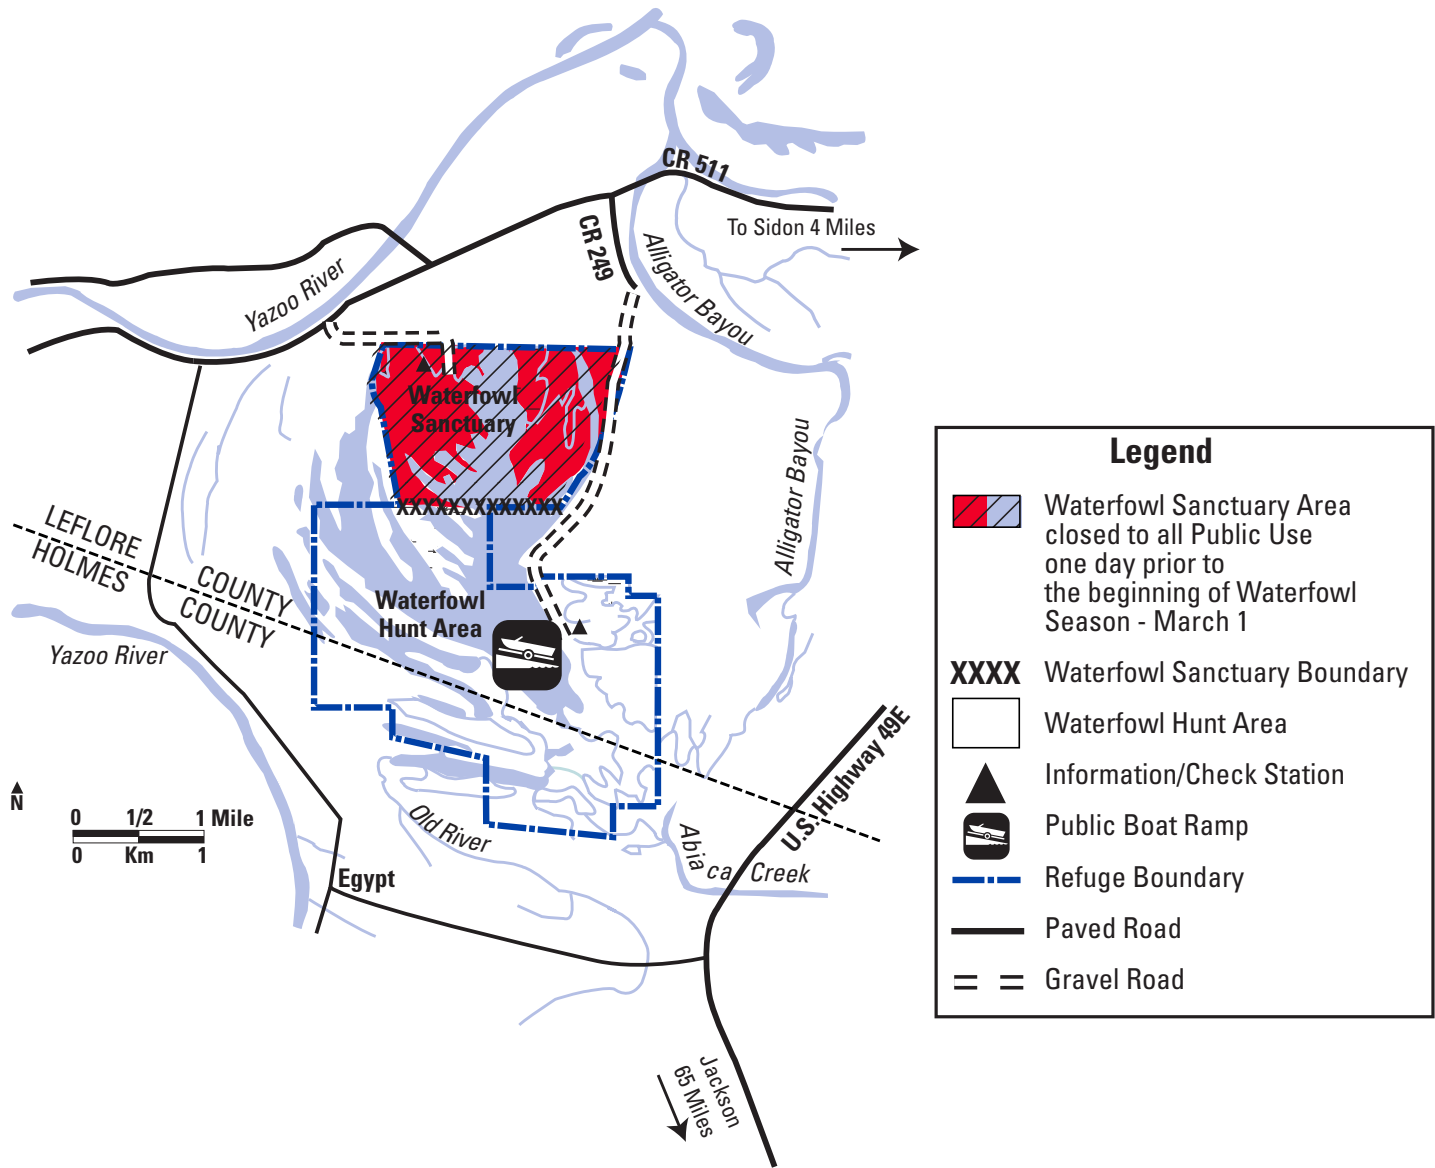 CR 511
To Sidon 4 Miles
CR 249
Alligator Bayou
Yazoo River
Waterfowl
Sanctuary
XXXXXXXXXXXXX
Alligator Bayou
LEFLORE
HOLMES
COUNTY
COUNTY
Waterfowl
Hunt Area
Yazoo River
U.S. Highway 49E
N
0 1/2 1 Mile
0 Km 1
Old River
Abia ca Creek
Egypt
Jackson
65 Miles
Legend
Waterfowl Sanctuary Area
closed to all Public Use
one day prior to
the beginning of Waterfowl
Season - March 1
XXXX Waterfowl Sanctuary Boundary
Waterfowl Hunt Area
Information/Check Station
Public Boat Ramp
Refuge Boundary
Paved Road
Gravel Road